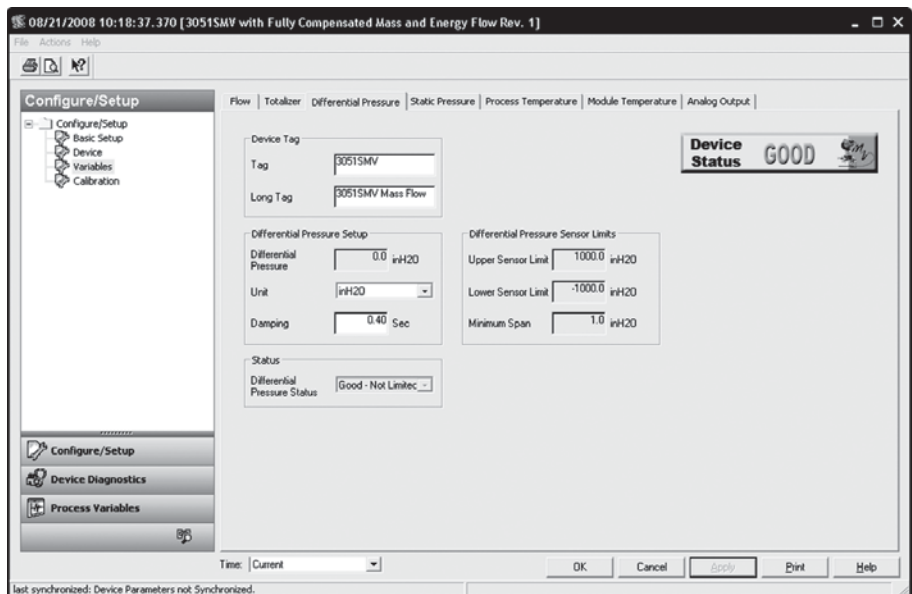 08/21/2008 10:18:37.370 [3051SMV with Fully Compensated Mass and Energy Flow Rev. 1]
File Actions Help
Configure/Setup
Configure/Setup
Basic Setup
Device
Variables
Calibration
Configure/Setup
Device Diagnostics
Process Variables
Flow Totalizer Differential Pressure Static Pressure Process Temperature Module Temperature Analog Output
Device Status GOOD
Device Tag
Tag 3051SMV
Long Tag 3051SMV Mass Flow
Differential Pressure Setup
Differential Pressure 0.0 inH2O
Unit inH2O
Damping 0.40 Sec
Differential Pressure Sensor Limits
Upper Sensor Limit 1000.0 inH2O
Lower Sensor Limit -1000.0 inH2O
Minimum Span 1.0 inH2O
Status
Differential Pressure Status Good - Not Limitec
Time: Current
OK Cancel Apply Print Help
last synchronized: Device Parameters not Synchronized.